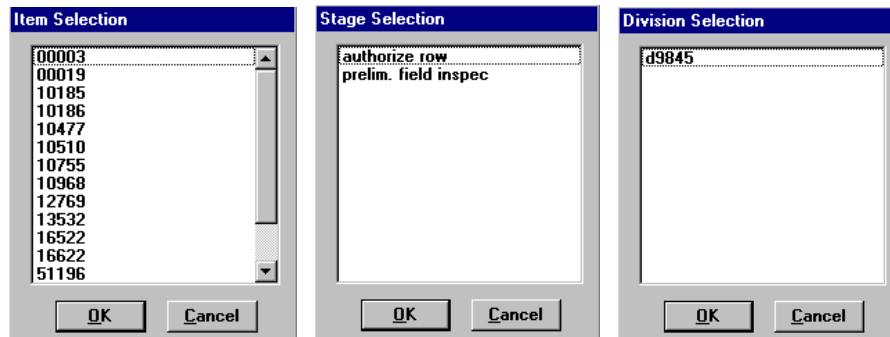 Item Selection
00003
00019
10185
10186
10477
10510
10755
10968
12769
13532
16522
16622
51196
OK
Cancel
Stage Selection
authorize row
prelim. field inspec
OK
Cancel
Division Selection
d9845
OK
Cancel